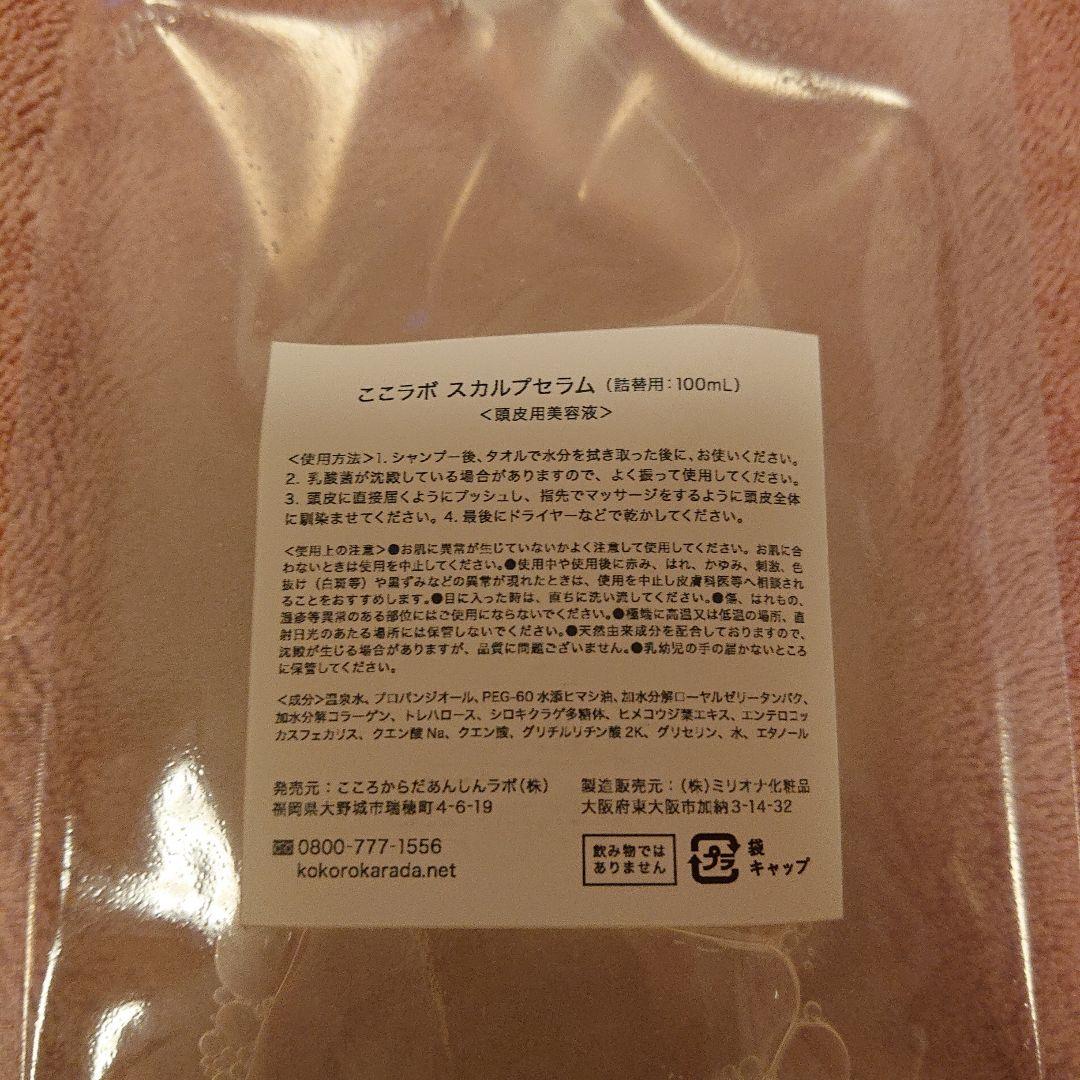 ここラボ スカルプセラム（詰替用：100mL）
＜頭皮用美容液＞
＜使用方法＞1. シャンプー後、タオルで水分を拭き取った後に、お使いください。
2. 乳酸菌が沈殿している場合がありますので、よく振って使用してください。
3. 頭皮に直接届くようにプッシュし、指先でマッサージをするように頭皮全体
に馴染ませてください。4. 最後にドライヤーなどで乾かしてください。
＜使用上の注意＞●お肌に異常が生じていないかよく注意して使用してください。お肌に合
わないときは使用を中止してください。●使用中や使用後に赤み、はれ、かゆみ、刺激、色
抜け（白斑等）や黒ずみなどの異常が現れたときは、使用を中止し皮膚科医等へ相談され
ることをおすすめします。●目に入った時は、直ちに洗い流してください。●傷、はれもの、
湿疹等異常のある部位にはご使用にならないでください。●極端に高温又は低温の場所、直
射日光のあたる場所には保管しないでください。●天然由来成分を配合しておりますので、
沈殿が生じる場合がありますが、品質に問題ございません。●乳幼児の手の届かないところ
に保管してください。
＜成分＞温泉水、プロパンジオール、PEG-60水添ヒマシ油、加水分解ローヤルゼリータンパク、
加水分解コラーゲン、トレハロース、シロキクラゲ多糖体、ヒメコウジ葉エキス、エンテロコッ
カスフェカリス、クエン酸Na、クエン酸、グリチルリチン酸2K、グリセリン、水、エタノール
発売元：こころからだあんしんラボ（株）
福岡県大野城市瑞穂町4-6-19
0800-777-1556
kokorokarada.net
製造販売元：（株）ミリオナ化粧品
大阪府東大阪市加納3-14-32
飲み物では
ありません
プラ
袋
キャップ